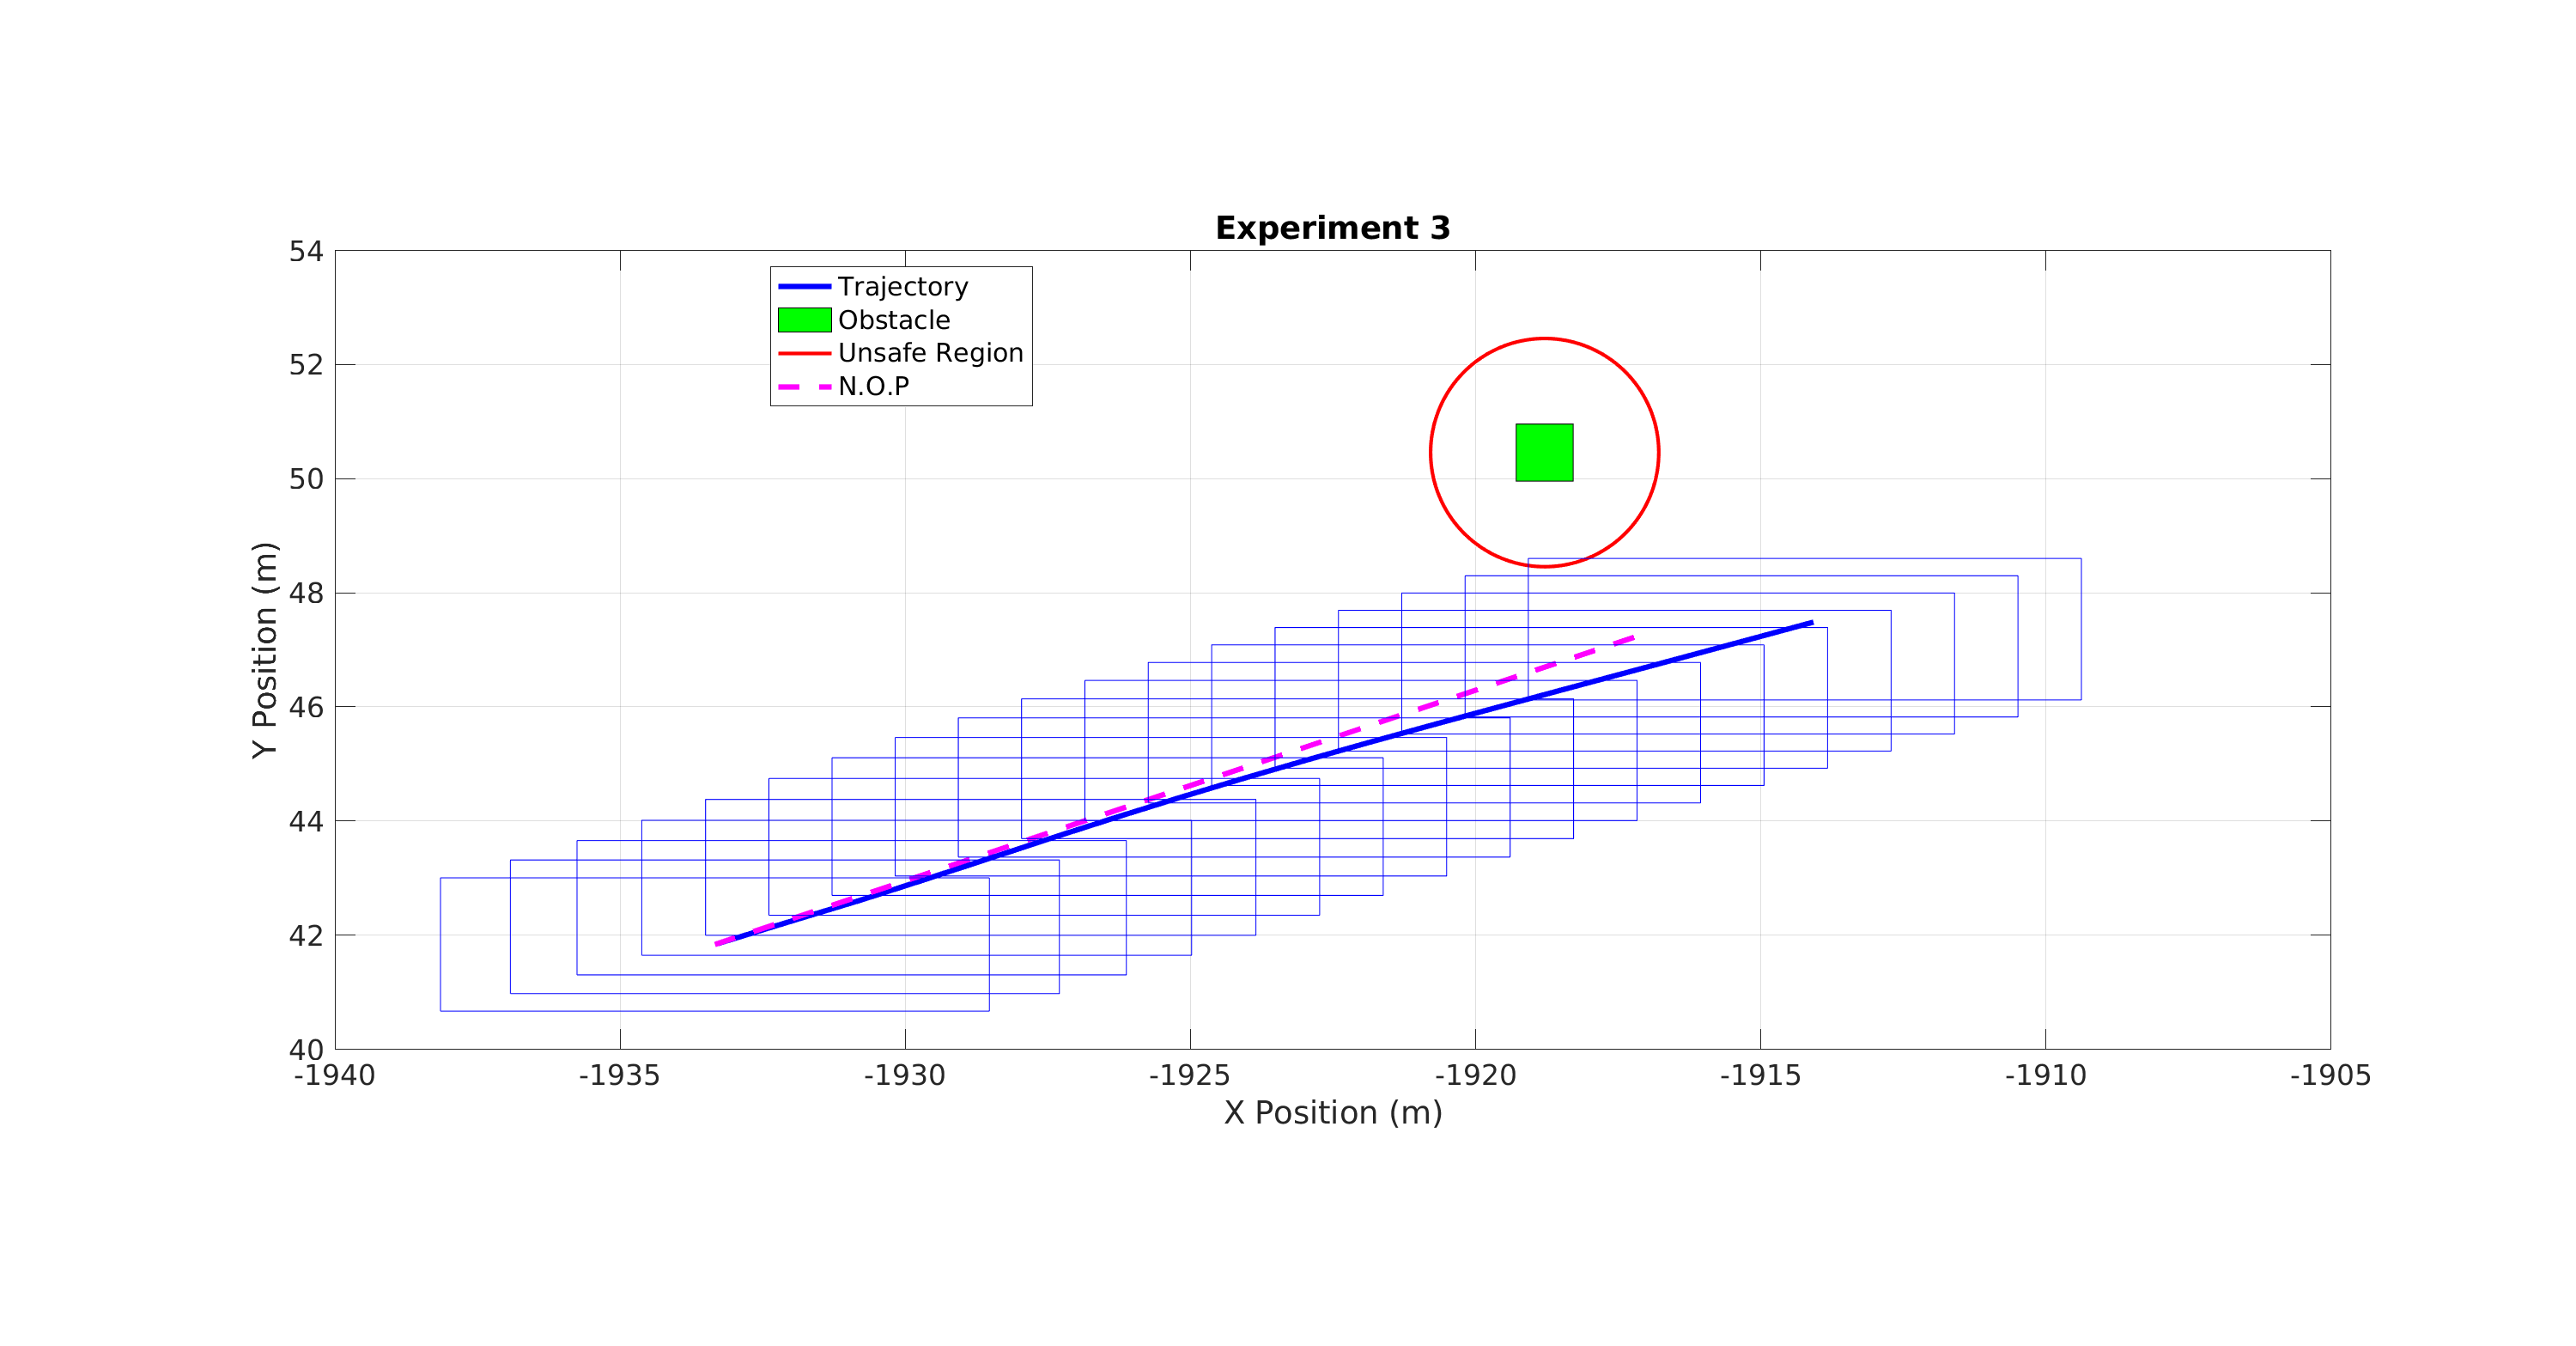 Experiment 3
54
52
50
48
46
44
42
40
Y Position (m)
Trajectory
Obstacle
Unsafe Region
N.O.P
-1940 -1935 -1930 -1925 -1920 -1915 -1910 -1905
X Position (m)